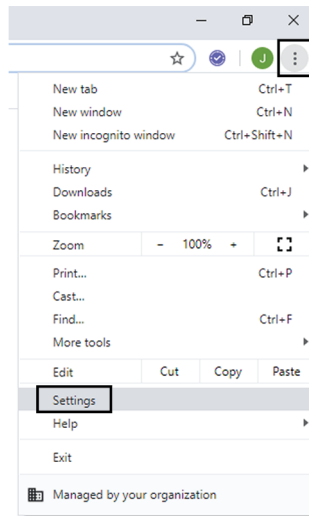 J
New tab Ctrl+T
New window Ctrl+N
New incognito window Ctrl+Shift+N
History
Downloads Ctrl+J
Bookmarks
Zoom - 100% +
Print... Ctrl+P
Cast...
Find... Ctrl+F
More tools
Edit Cut Copy Paste
Settings
Help
Exit
Managed by your organization